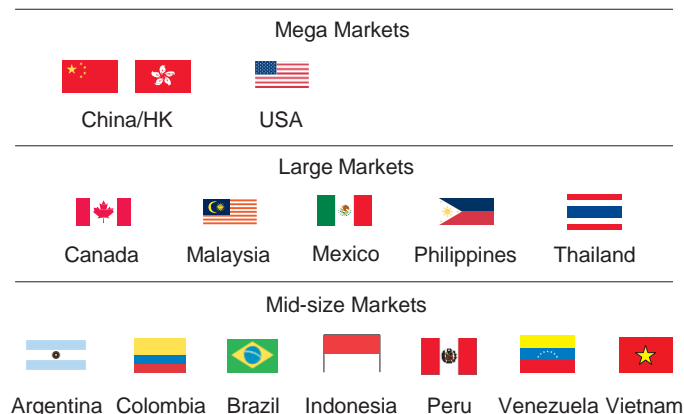 Mega Markets
China/HK USA
Large Markets
Canada Malaysia Mexico Philippines Thailand
Mid-size Markets
Argentina Colombia Brazil Indonesia Peru Venezuela Vietnam